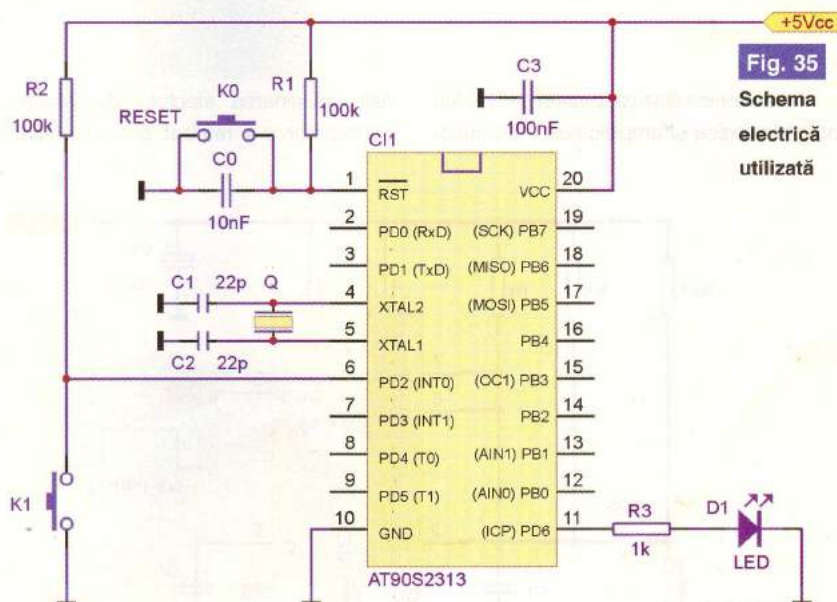 +5Vcc
Fig. 35
Schema
electrică
utilizată
R2
100k
RESET
K0
C0
10nF
R1
100k
C3
100nF
CI1
1 RST
2 PD0 (RxD)
3 PD1 (TxD)
4 XTAL2
5 XTAL1
6 PD2 (INT0)
7 PD3 (INT1)
8 PD4 (T0)
9 PD5 (T1)
10 GND
VCC 20
(SCK) PB7 19
(MISO) PB6 18
(MOSI) PB5 17
PB4 16
(OC1) PB3 15
PB2 14
(AIN1) PB1 13
(AIN0) PB0 12
(ICP) PD6 11
AT90S2313
C1 22p
Q
C2 22p
K1
R3
1k
D1
LED